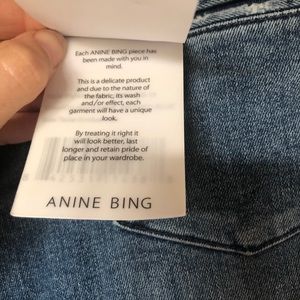 Each ANINE BING piece has
been made with you in
mind.
This is a delicate product
and due to the nature of
the fabric, its wash
and/or effect, each
garment will have a unique
look.
By treating it right it
will look better, last
longer and retain pride of
place in your wardrobe.
ANINE BING